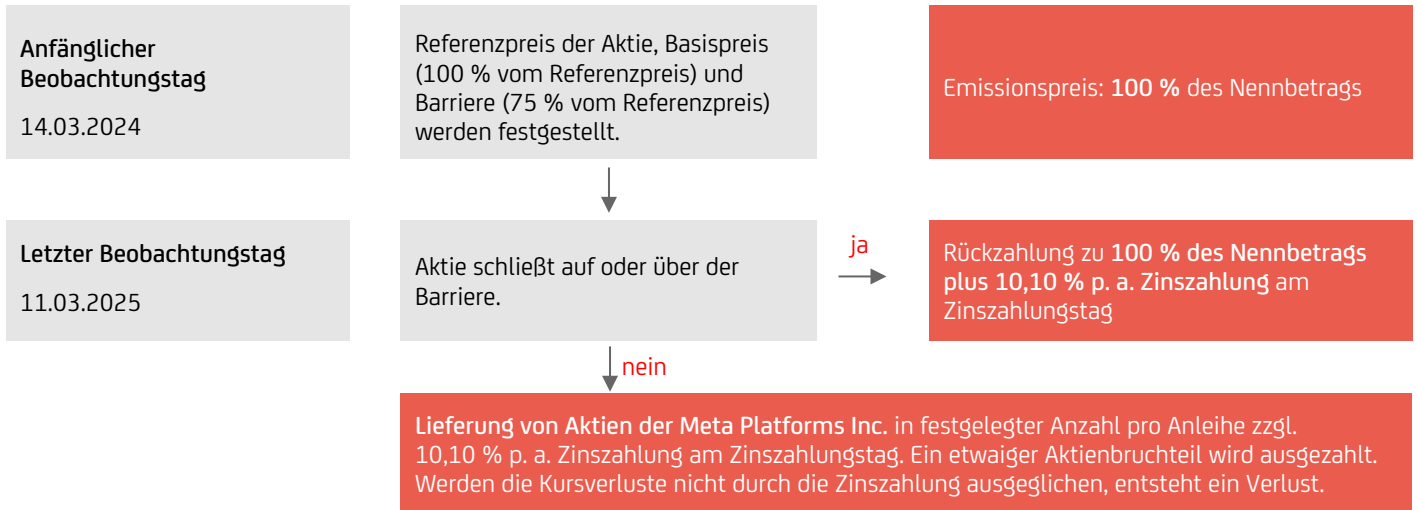 Anfänglicher
Beobachtungstag
14.03.2024
Referenzpreis der Aktie, Basispreis
(100 % vom Referenzpreis) und
Barriere (75 % vom Referenzpreis)
werden festgestellt.
Emissionspreis: 100 % des Nennbetrags
Letzter Beobachtungstag
11.03.2025
Aktie schließt auf oder über der
Barriere.
ja
Rückzahlung zu 100 % des Nennbetrags
plus 10,10 % p. a. Zinszahlung am
Zinszahlungstag
nein
Lieferung von Aktien der Meta Platforms Inc. in festgelegter Anzahl pro Anleihe zzgl.
10,10 % p. a. Zinszahlung am Zinszahlungstag. Ein etwaiger Aktienbruchteil wird ausgezahlt.
Werden die Kursverluste nicht durch die Zinszahlung ausgeglichen, entsteht ein Verlust.